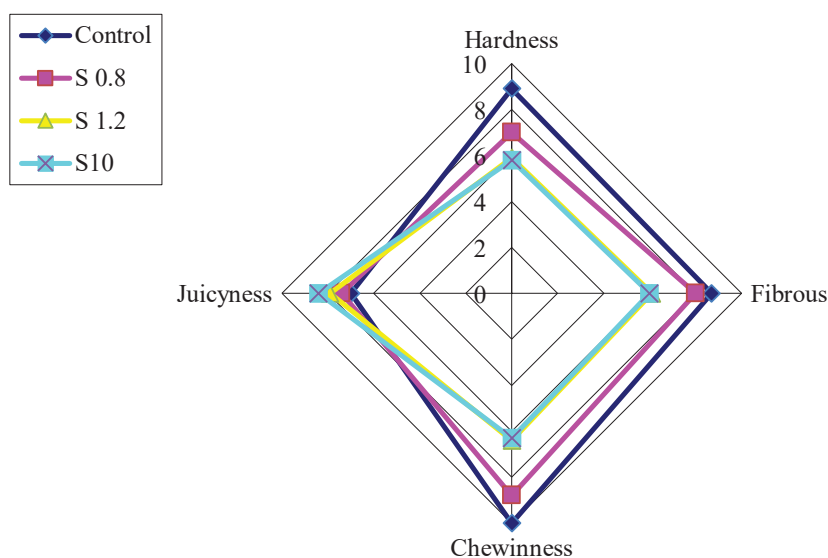 Control
S 0.8
S 1.2
S10
Hardness
10
8
6
4
2
0
Juicyness
Fibrous
Chewinness